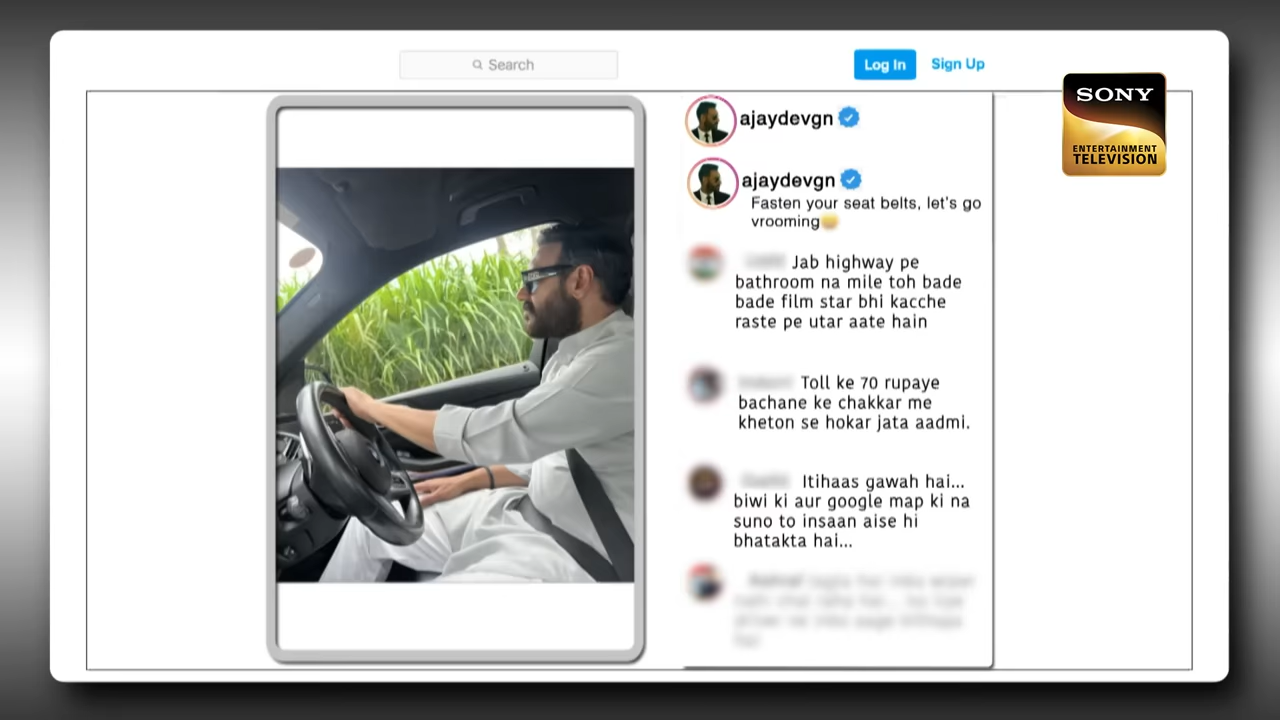 Search
Log In
Sign Up
SONY
ENTERTAINMENT
TELEVISION
ajaydevgn
ajaydevgn
Fasten your seat belts, let's go
vrooming
Jab highway pe
bathroom na mile toh bade
bade film star bhi kacche
raste pe utar aate hain
Toll ke 70 rupaye
bachane ke chakkar me
kheton se hokar jata aadmi.
Itihaas gawah hai...
biwi ki aur google map ki na
suno to insaan aise hi
bhatakta hai...